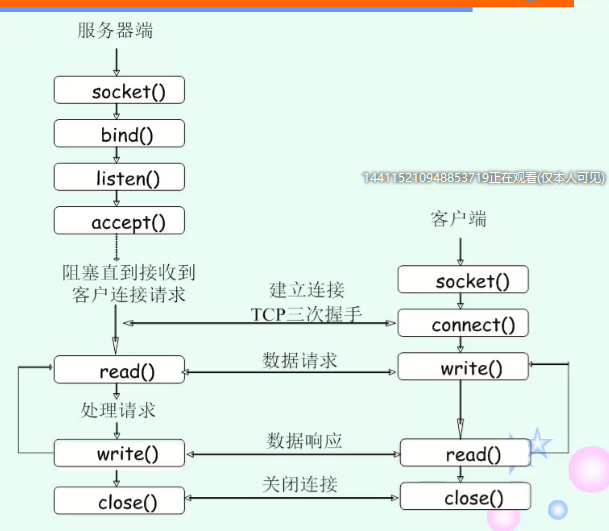 服务器端
socket()
bind()
listen()
accept()
阻塞直到接收到
客户连接请求
read()
处理请求
write()
close()
建立连接
TCP三次握手
数据请求
数据响应
关闭连接
144115210948853719正在观看(仅本人可见)
客户端
socket()
connect()
write()
read()
close()